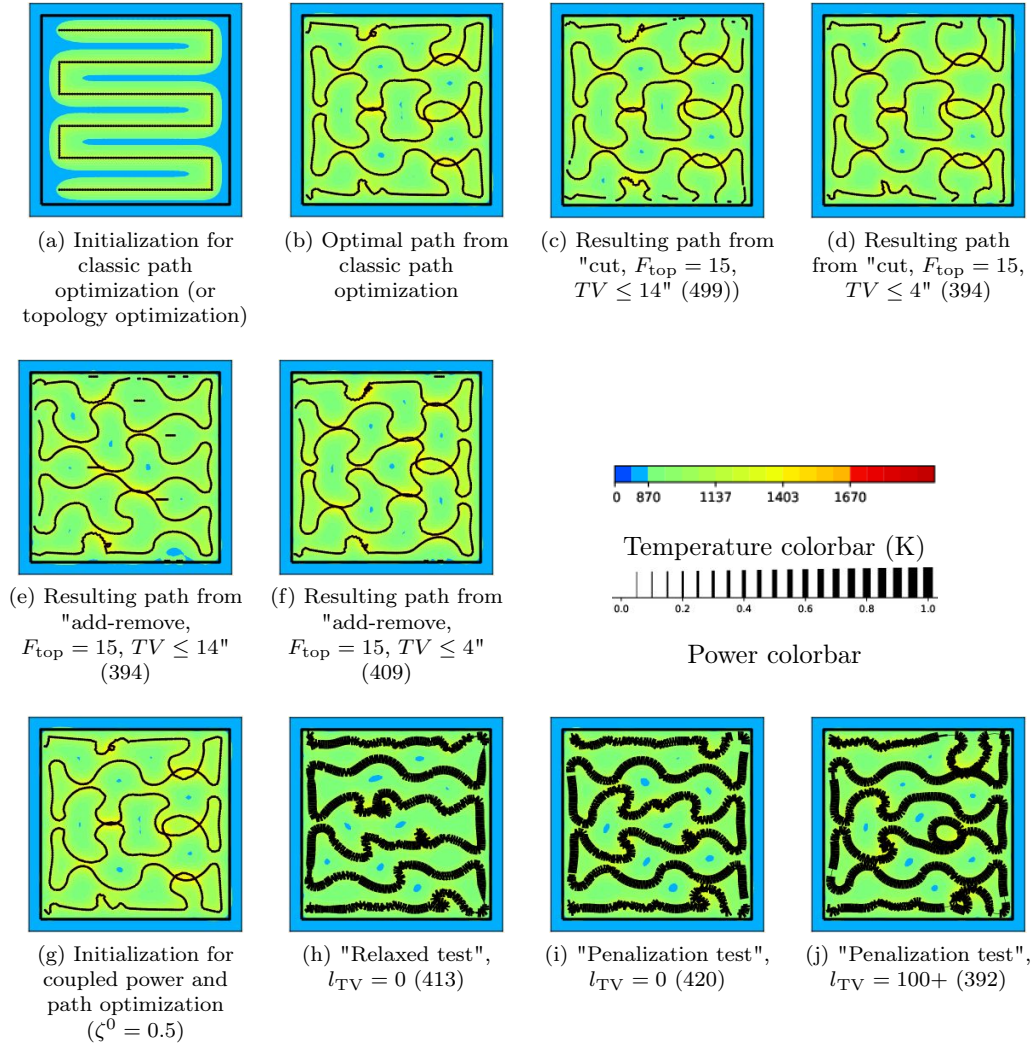 (a) Initialization for
classic path
optimization (or
topology optimization)
(b) Optimal path from
classic path
optimization
(c) Resulting path from
"cut, F_top = 15,
TV ≤ 14" (499))
(d) Resulting path
from "cut, F_top = 15,
TV ≤ 4" (394)
(e) Resulting path from
"add-remove,
F_top = 15, TV ≤ 14"
(394)
(f) Resulting path from
"add-remove,
F_top = 15, TV ≤ 4"
(409)
0 870 1137 1403 1670
Temperature colorbar (K)
0.0 0.2 0.4 0.6 0.8 1.0
Power colorbar
(g) Initialization for
coupled power and
path optimization
(ζ⁰ = 0.5)
(h) "Relaxed test",
l_TV = 0 (413)
(i) "Penalization test",
l_TV = 0 (420)
(j) "Penalization test",
l_TV = 100+ (392)